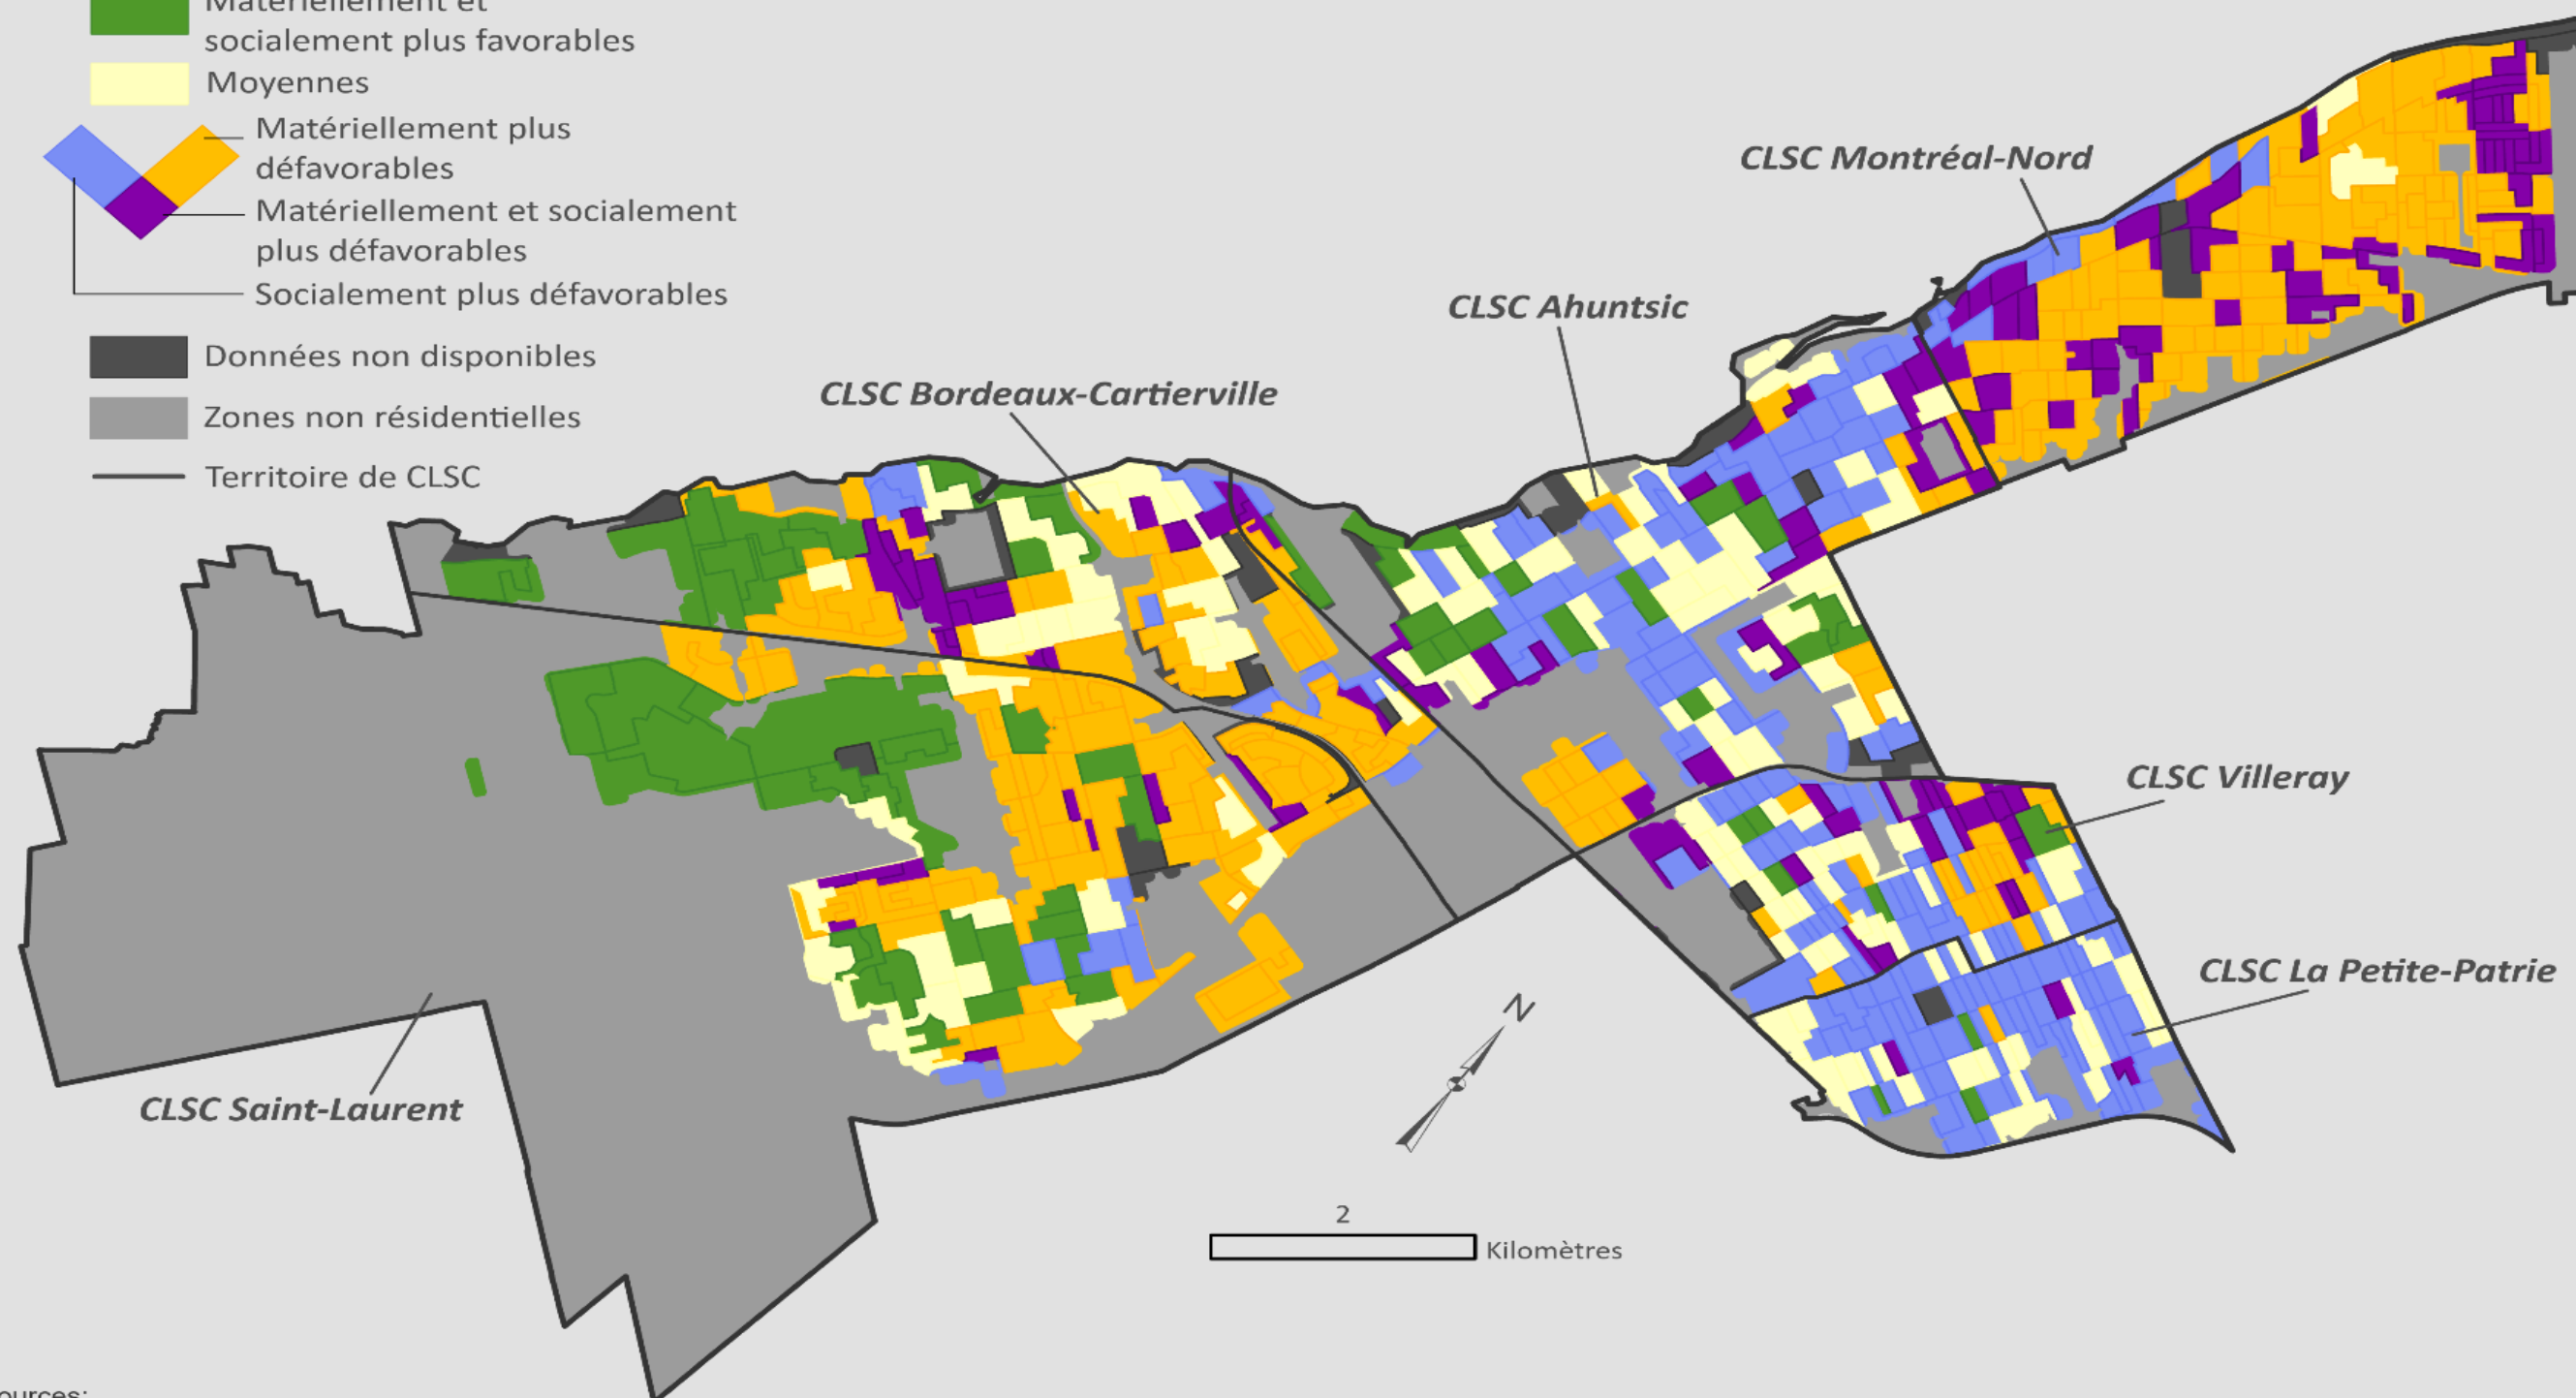 Matériellement et
socialement plus favorables
Moyennes
Matériellement plus
défavorables
Matériellement et socialement
plus défavorables
Socialement plus défavorables
Données non disponibles
Zones non résidentielles
Territoire de CLSC
CLSC Montréal-Nord
CLSC Ahuntsic
CLSC Bordeaux-Cartierville
CLSC Villeray
CLSC La Petite-Patrie
CLSC Saint-Laurent
N
2
Kilomètres